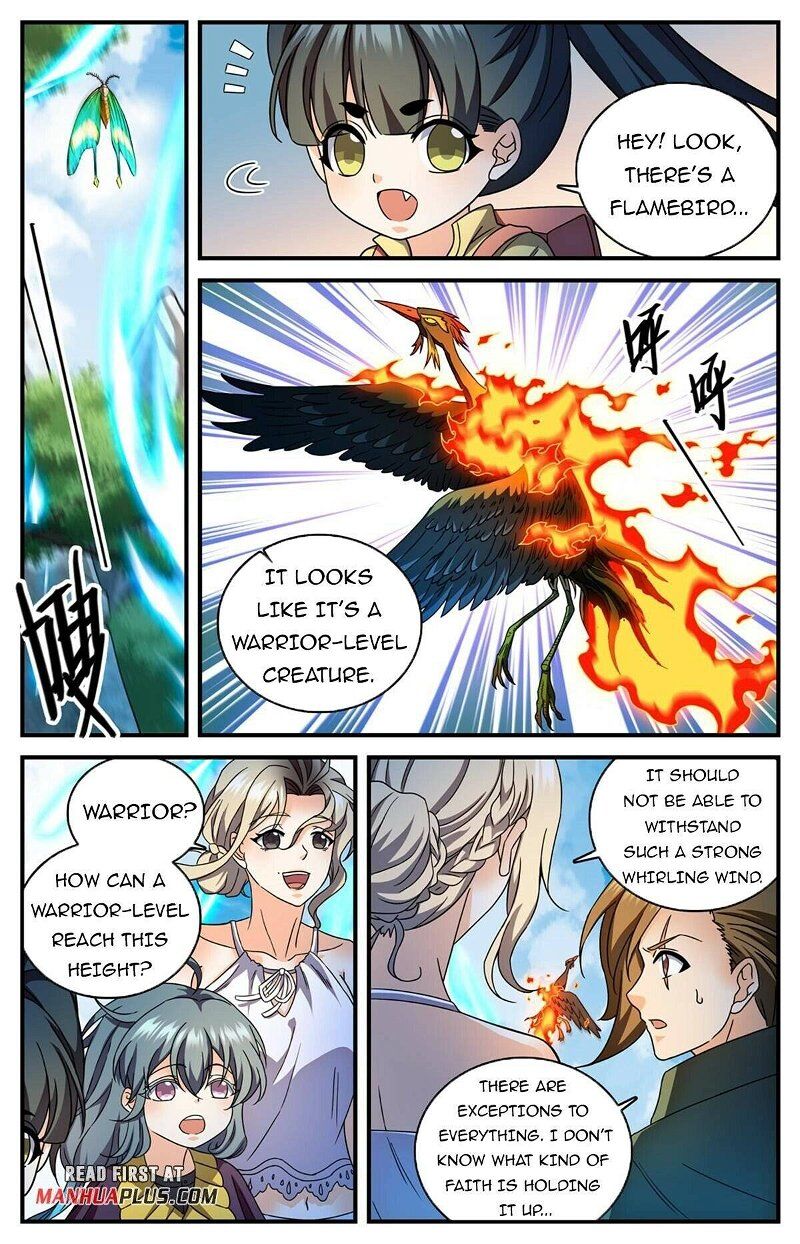 HEY! LOOK,
THERE'S A
FLAMEBIRD...
呼
呼
IT LOOKS
LIKE IT'S A
WARRIOR-LEVEL
CREATURE.
WARRIOR?
HOW CAN A
WARRIOR-LEVEL
REACH THIS
HEIGHT?
IT SHOULD
NOT BE ABLE TO
WITHSTAND
SUCH A STRONG
WHIRLING WIND.
THERE ARE
EXCEPTIONS TO
EVERYTHING. I DON'T
KNOW WHAT KIND OF
FAITH IS HOLDING
IT UP...
READ FIRST AT
MANHUAPLUS.COM